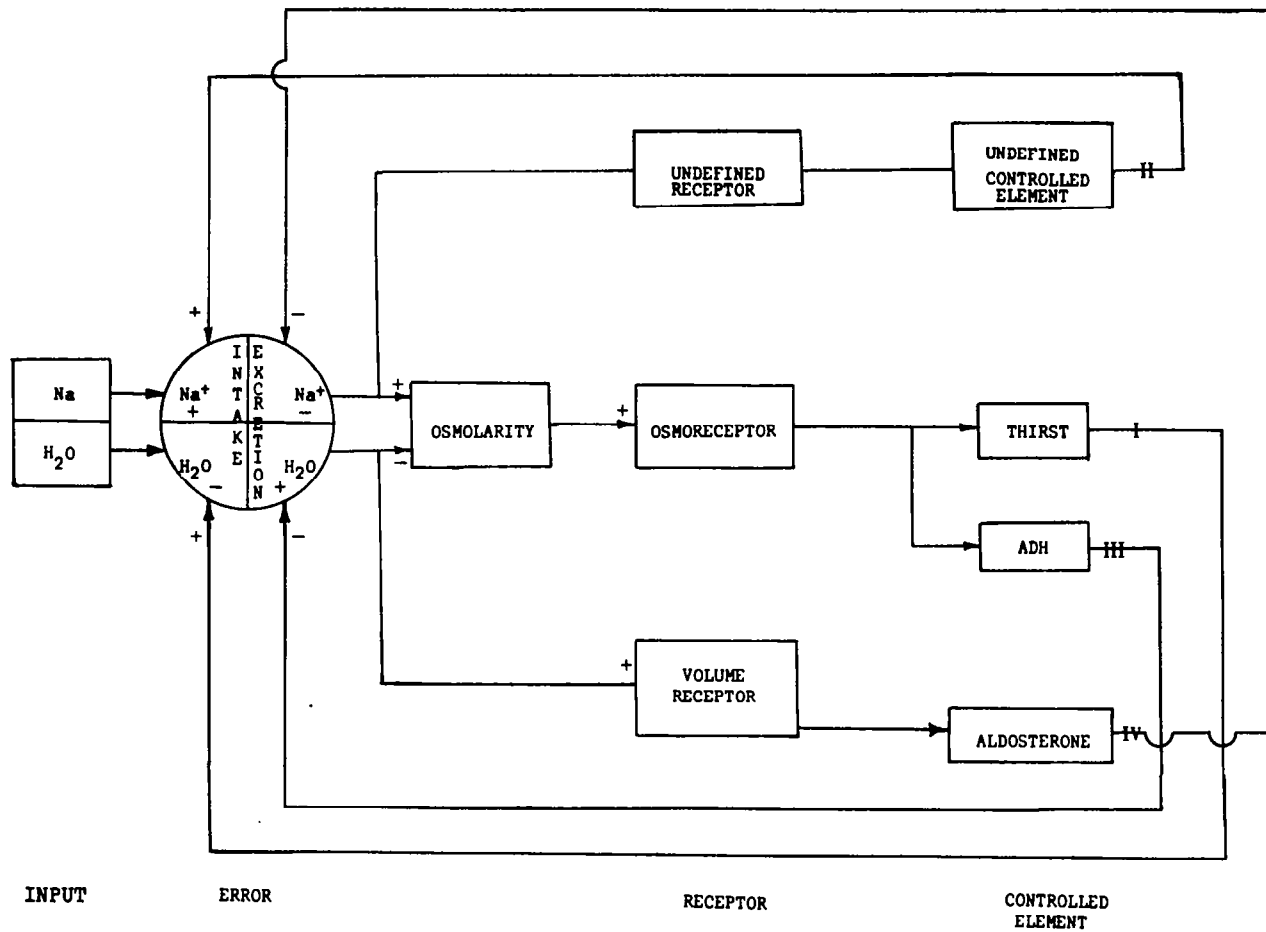 UNDEFINED
RECEPTOR
UNDEFINED
CONTROLLED
ELEMENT
II
+
−
Na
H₂O
INTAKE
EXCRETION
Na⁺
+
Na⁺
−
H₂O
−
H₂O
+
+
−
OSMOLARITY
+
OSMORECEPTOR
THIRST
I
+
−
ADH
III
+
VOLUME
RECEPTOR
ALDOSTERONE
IV
INPUT
ERROR
RECEPTOR
CONTROLLED
ELEMENT